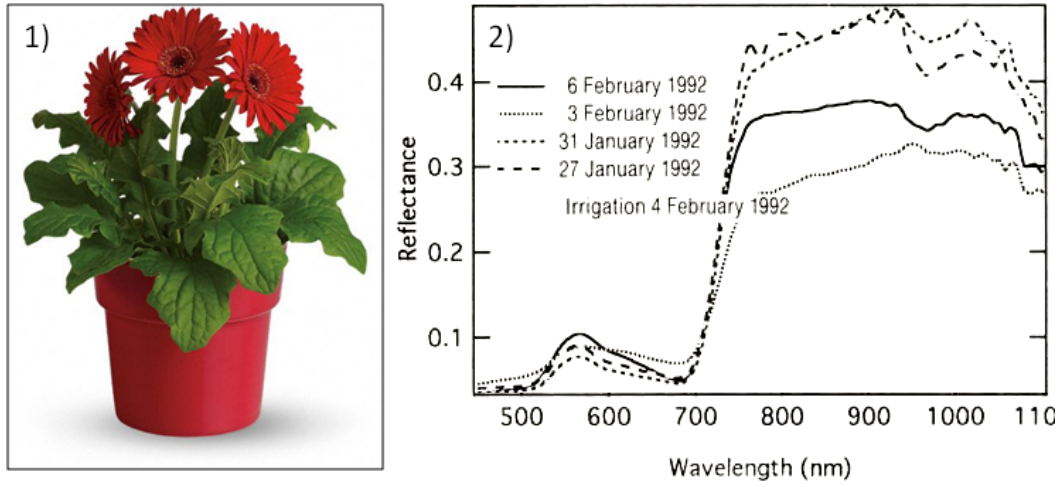 1)
2)
6 February 1992
3 February 1992
31 January 1992
27 January 1992
Irrigation 4 February 1992
Reflectance
0.4
0.3
0.2
0.1
500 600 700 800 900 1000 110
Wavelength (nm)